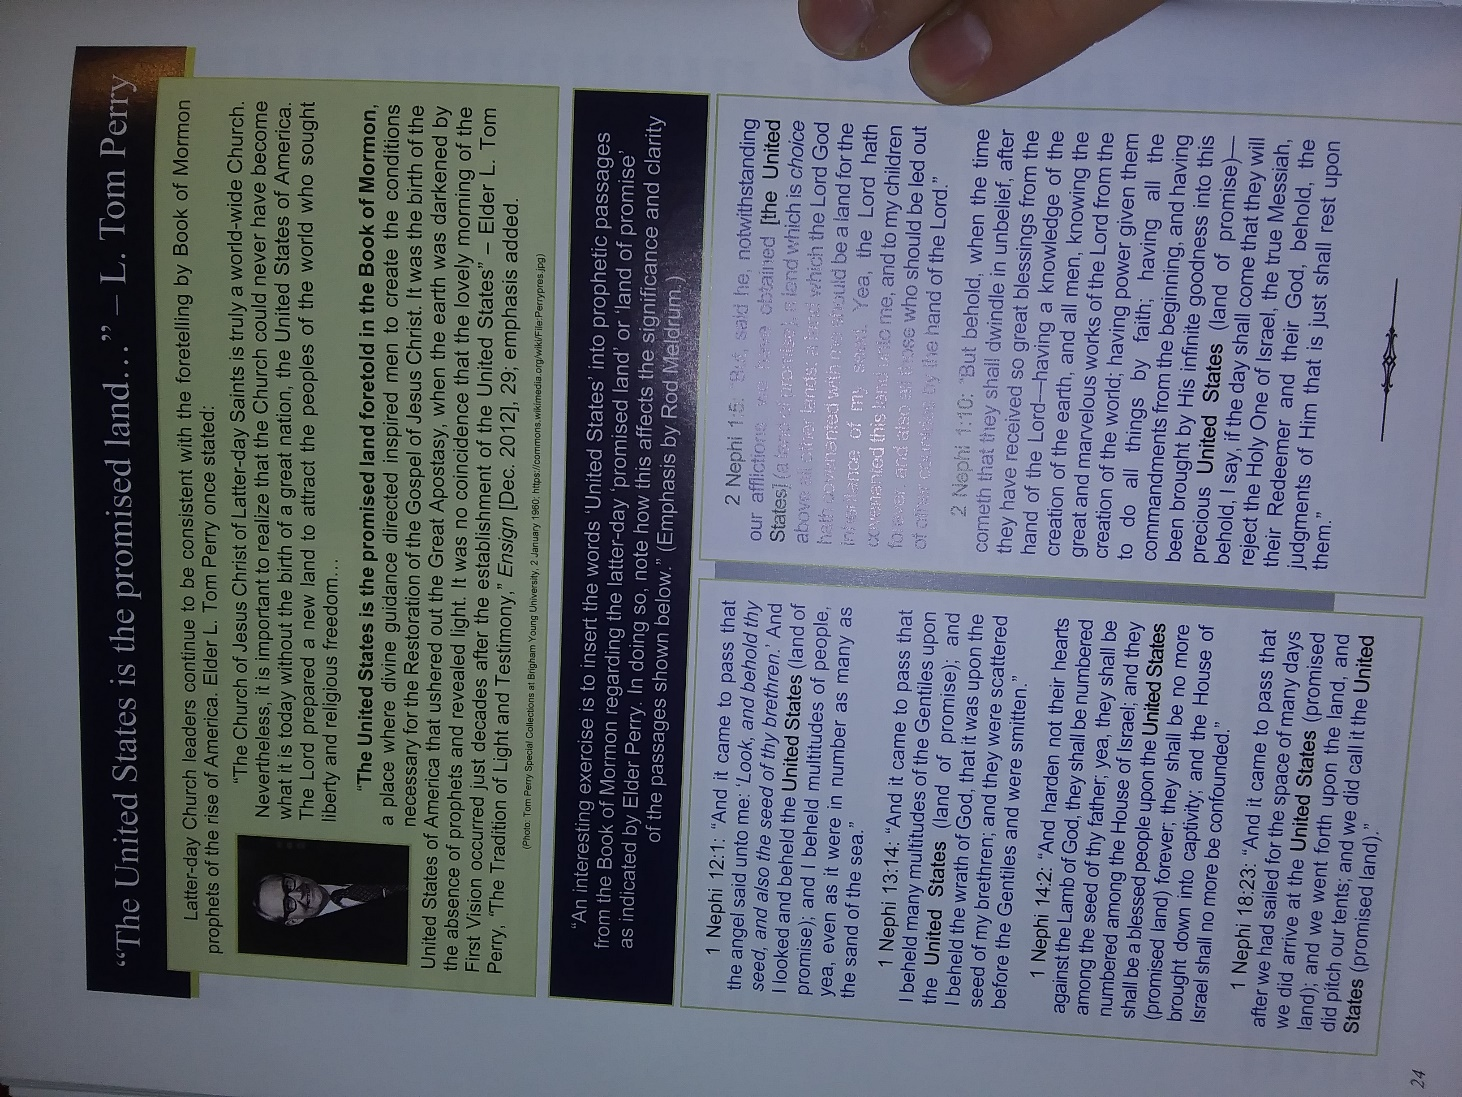 “The United States is the promised land…” – L. Tom Perry
Latter-day Church leaders continue to be consistent with the foretelling by Book of Mormon
prophets of the rise of America. Elder L. Tom Perry once stated:
“The Church of Jesus Christ of Latter-day Saints is truly a world-wide Church.
Nevertheless, it is important to realize that the Church could never have become
what it is today without the birth of a great nation, the United States of America.
The Lord prepared a new land to attract the peoples of the world who sought
liberty and religious freedom…
“The United States is the promised land foretold in the Book of Mormon,
a place where divine guidance directed inspired men to create the conditions
necessary for the Restoration of the Gospel of Jesus Christ. It was the birth of the
United States of America that ushered out the Great Apostasy, when the earth was darkened by
the absence of prophets and revealed light. It was no coincidence that the lovely morning of the
First Vision occurred just decades after the establishment of the United States” – Elder L. Tom
Perry, “The Tradition of Light and Testimony,” Ensign [Dec. 2012], 29; emphasis added.
(Photo: Tom Perry Special Collections at Brigham Young University, 2 January 1960; https://commons.wikimedia.org/wiki/File:Perrypres.jpg)
“An interesting exercise is to insert the words ‘United States’ into prophetic passages
from the Book of Mormon regarding the latter-day ‘promised land’ or ‘land of promise’
as indicated by Elder Perry. In doing so, note how this affects the significance and clarity
of the passages shown below.” (Emphasis by Rod Meldrum.)
1 Nephi 12:1: “And it came to pass that
the angel said unto me: ‘Look, and behold thy
seed, and also the seed of thy brethren.’ And
I looked and beheld the United States (land of
promise); and I beheld multitudes of people,
yea, even as it were in number as many as
the sand of the sea.”
1 Nephi 13:14: “And it came to pass that
I beheld many multitudes of the Gentiles upon
the United States (land of promise); and
I beheld the wrath of God, that it was upon the
seed of my brethren; and they were scattered
before the Gentiles and were smitten.”
1 Nephi 14:2: “And harden not their hearts
against the Lamb of God, they shall be numbered
among the seed of thy father; yea, they shall be
numbered among the House of Israel; and they
shall be a blessed people upon the United States
(promised land) forever; they shall be no more
brought down into captivity; and the House of
Israel shall no more be confounded.”
1 Nephi 18:23: “And it came to pass that
after we had sailed for the space of many days
we did arrive at the United States (promised
land); and we went forth upon the land, and
did pitch our tents; and we did call it the United
States (promised land).”
2 Nephi 1:5: said he, notwithstanding
our afflictions, we have obtained [the United
States] (a land of promise), a land which is choice
above all other lands; a land which the Lord God
hath covenanted with me should be a land for the
inheritance of my seed. Yea, the Lord hath
covenanted this land unto me, and to my children
forever, and also all those who should be led out
of other countries by the hand of the Lord.”
2 Nephi 1:10: “But behold, when the time
cometh that they shall dwindle in unbelief, after
they have received so great blessings from the
hand of the Lord—having a knowledge of the
creation of the earth, and all men, knowing the
great and marvelous works of the Lord from the
creation of the world; having power given them
to do all things by faith; having all the
commandments from the beginning, and having
been brought by His infinite goodness into this
precious United States (land of promise)—
behold, I say, if the day shall come that they will
reject the Holy One of Israel, the true Messiah,
their Redeemer and their God, behold, the
judgments of Him that is just shall rest upon
them.”
24